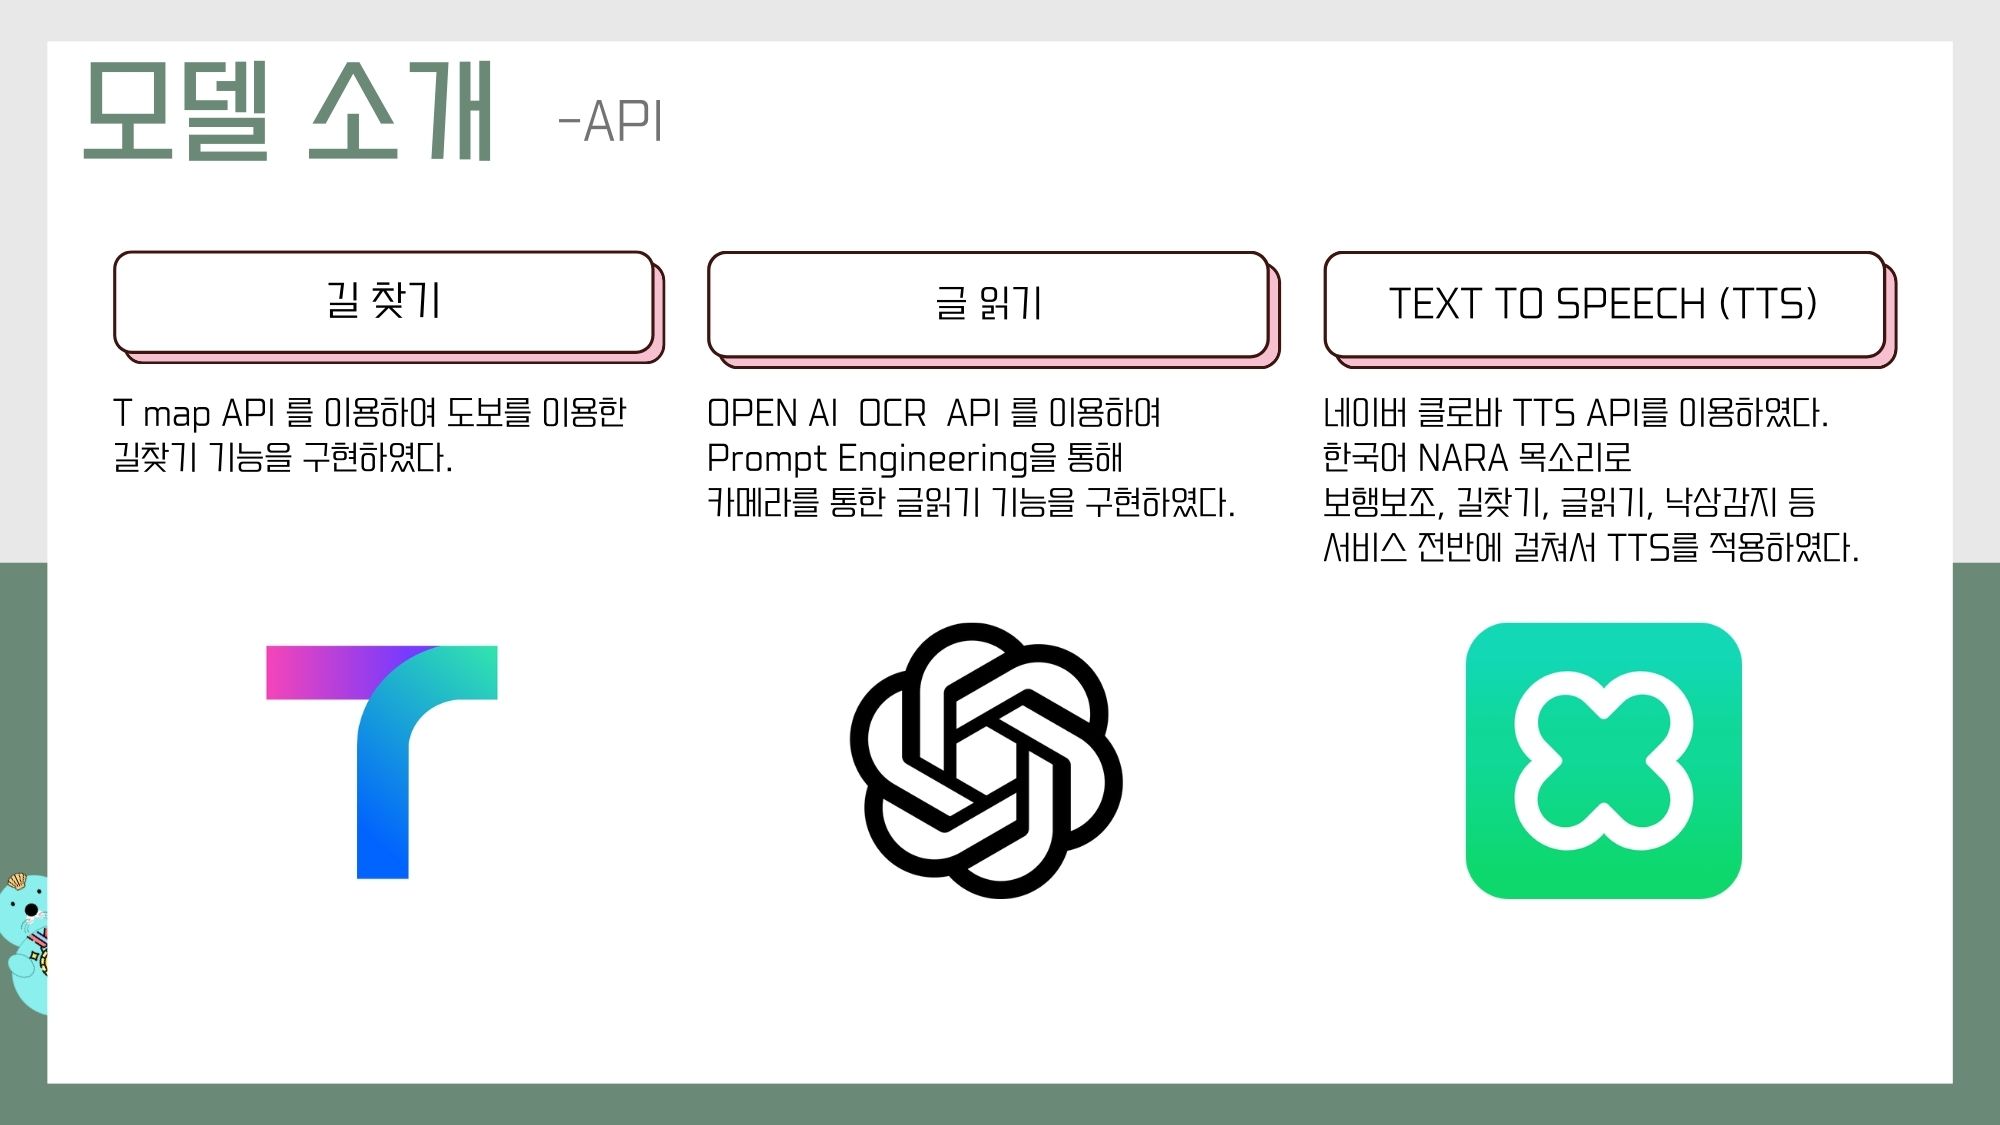 모델 소개 -API
길 찾기
T map API 를 이용하여 도보를 이용한
길찾기 기능을 구현하였다.
글 읽기
OPEN AI OCR API 를 이용하여
Prompt Engineering을 통해
카메라를 통한 글읽기 기능을 구현하였다.
TEXT TO SPEECH (TTS)
네이버 클로바 TTS API를 이용하였다.
한국어 NARA 목소리로
보행보조, 길찾기, 글읽기, 낙상감지 등
서비스 전반에 걸쳐서 TTS를 적용하였다.